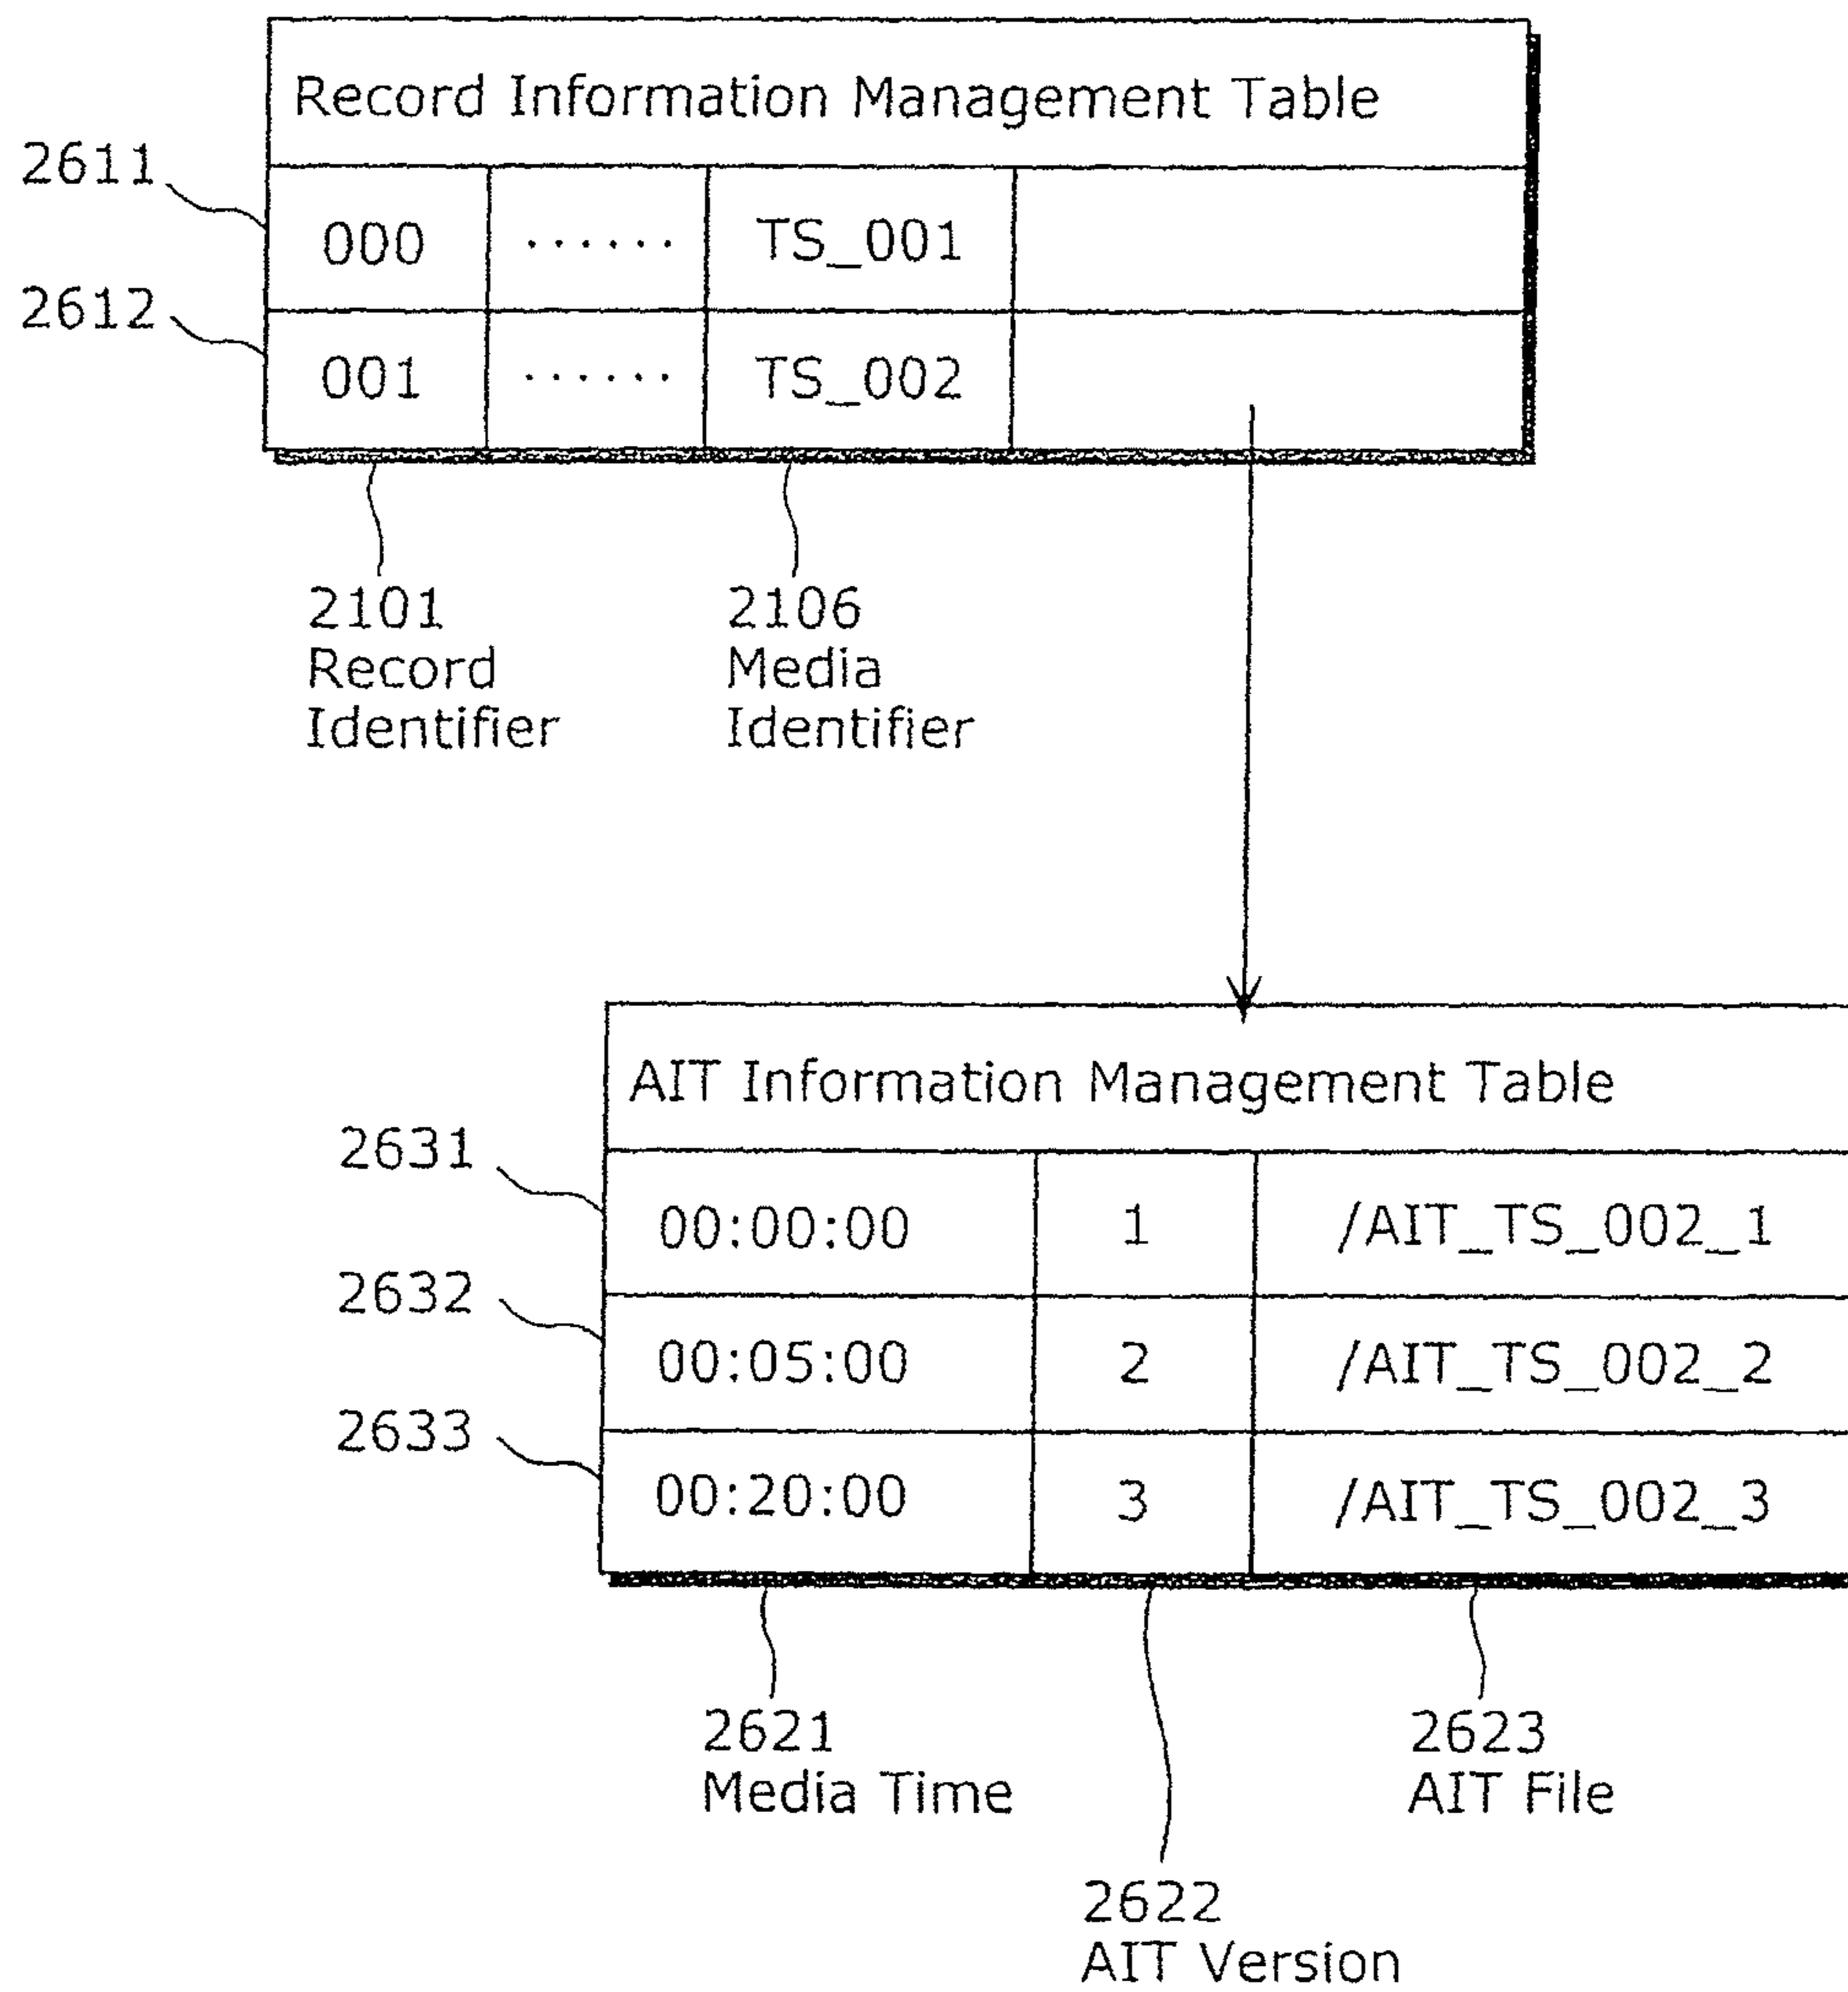 Record Information Management Table
2611
000 ...... TS_001
2612
001 ...... TS_002
2101
Record
Identifier
2106
Media
Identifier
AIT Information Management Table
2631
00:00:00 1 /AIT_TS_002_1
2632
00:05:00 2 /AIT_TS_002_2
2633
00:20:00 3 /AIT_TS_002_3
2621
Media Time
2623
AIT File
2622
AIT Version